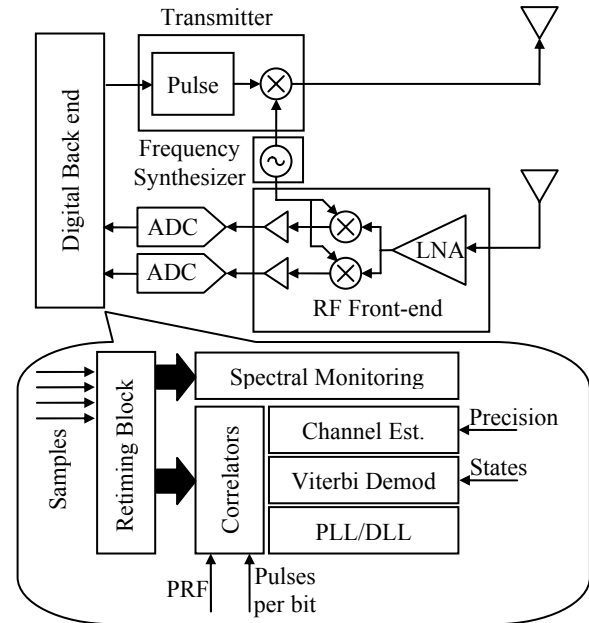 Transmitter
Pulse
Digital Back end
Frequency
Synthesizer
ADC
ADC
LNA
RF Front-end
Samples
Retiming Block
Spectral Monitoring
Correlators
Channel Est.
Precision
Viterbi Demod
States
PLL/DLL
PRF
Pulses
per bit